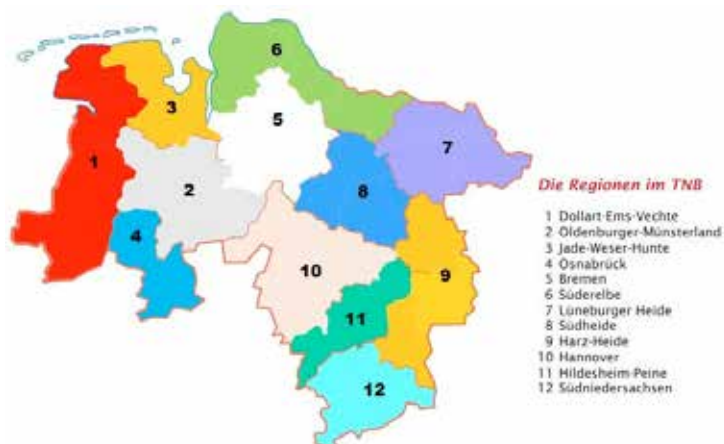 6
3
5
1
7
2
8
4
10
9
11
12
Die Regionen im TNB
1 Dollart-Ems-Vechte
2 Oldenburger-Münsterland
3 Jade-Weser-Hunte
4 Osnabrück
5 Bremen
6 Süderelbe
7 Lüneburger Heide
8 Südheide
9 Harz-Heide
10 Hannover
11 Hildesheim-Peine
12 Südniedersachsen